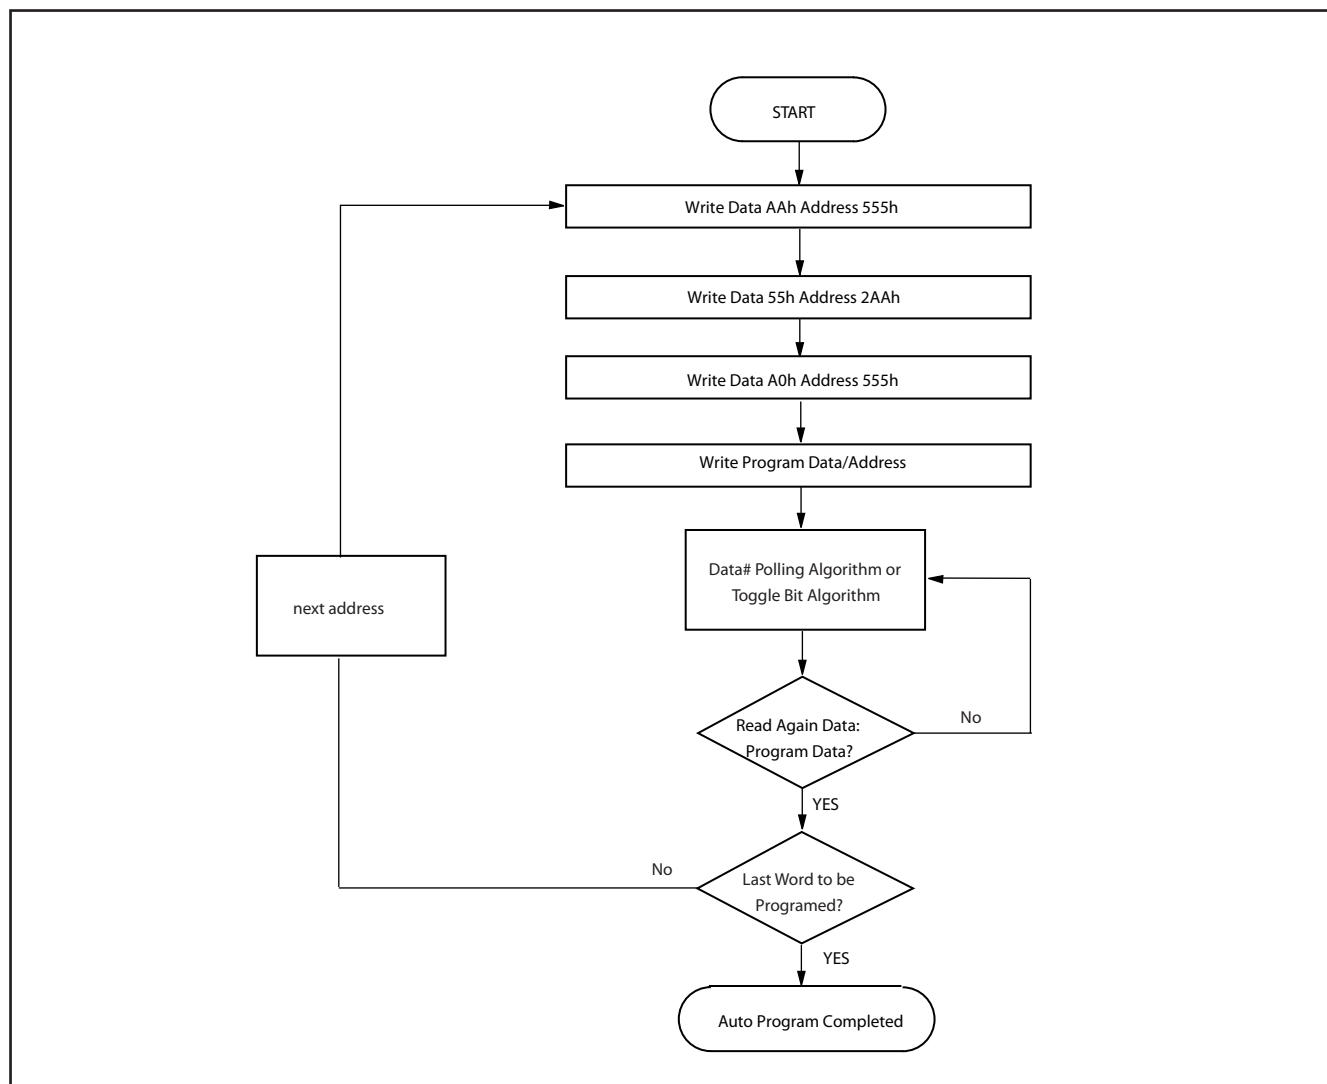 START
Write Data AAh Address 555h
Write Data 55h Address 2AAh
Write Data A0h Address 555h
Write Program Data/Address
Data# Polling Algorithm or
Toggle Bit Algorithm
next address
Read Again Data:
Program Data?
No
YES
No
Last Word to be
Programed?
YES
Auto Program Completed